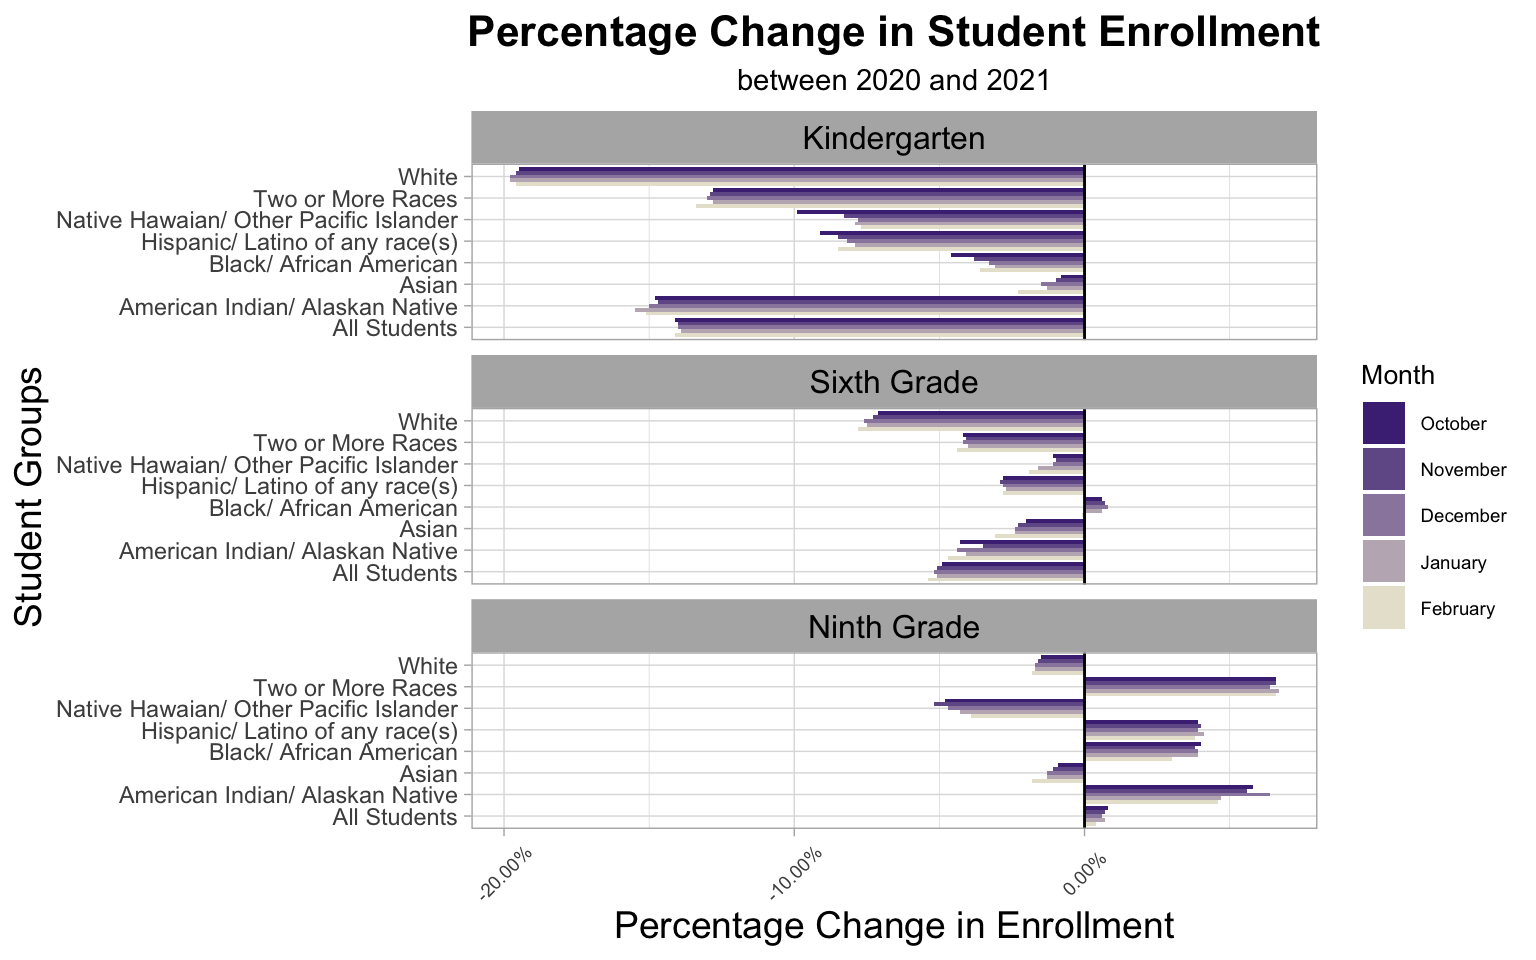 Percentage Change in Student Enrollment
between 2020 and 2021
Kindergarten
White
Two or More Races
Native Hawaian/ Other Pacific Islander
Hispanic/ Latino of any race(s)
Black/ African American
Asian
American Indian/ Alaskan Native
All Students
Sixth Grade
White
Two or More Races
Native Hawaian/ Other Pacific Islander
Hispanic/ Latino of any race(s)
Black/ African American
Asian
American Indian/ Alaskan Native
All Students
Ninth Grade
White
Two or More Races
Native Hawaian/ Other Pacific Islander
Hispanic/ Latino of any race(s)
Black/ African American
Asian
American Indian/ Alaskan Native
All Students
Student Groups
-20.00%
-10.00%
0.00%
Percentage Change in Enrollment
Month
October
November
December
January
February